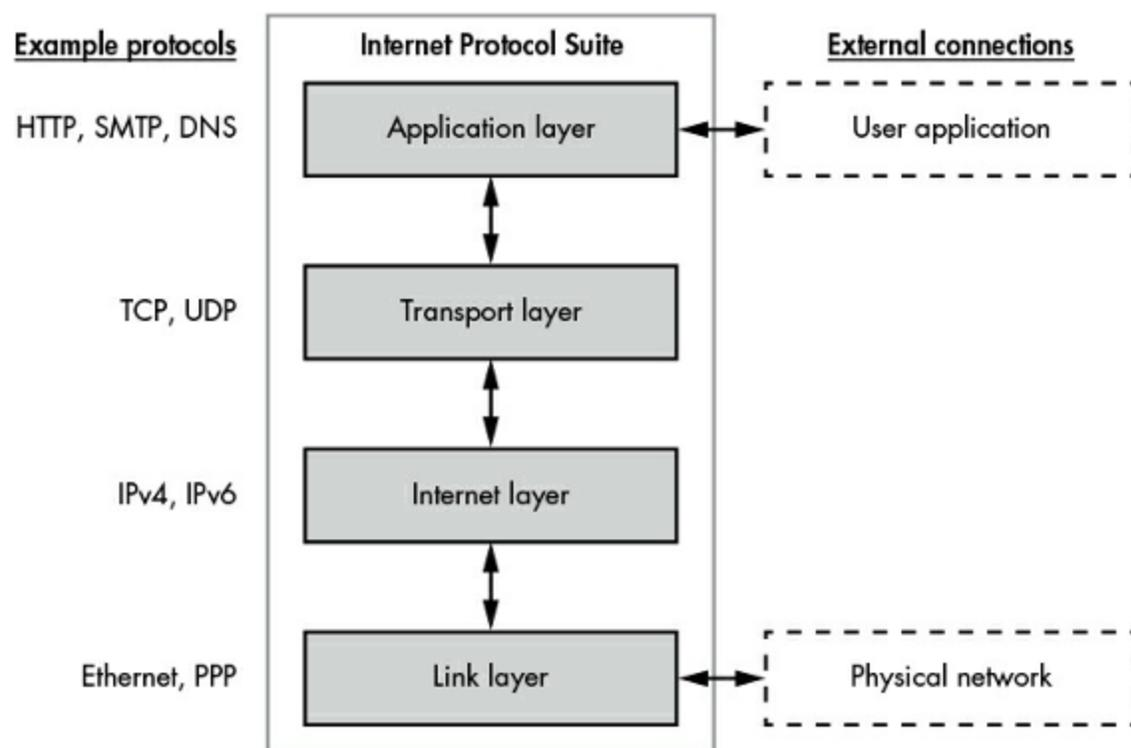 Example protocols
Internet Protocol Suite
External connections
HTTP, SMTP, DNS
Application layer
User application
TCP, UDP
Transport layer
IPv4, IPv6
Internet layer
Ethernet, PPP
Link layer
Physical network